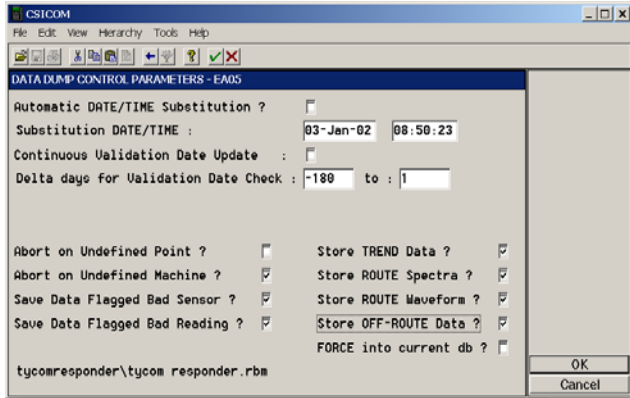 CSICOM
File Edit View Hierarchy Tools Help
DATA DUMP CONTROL PARAMETERS - EA05
Automatic DATE/TIME Substitution ?
Substitution DATE/TIME : 03-Jan-02 08:50:23
Continuous Validation Date Update :
Delta days for Validation Date Check : -180 to : 1
Abort on Undefined Point ? Store TREND Data ?
Abort on Undefined Machine ? Store ROUTE Spectra ?
Save Data Flagged Bad Sensor ? Store ROUTE Waveform ?
Save Data Flagged Bad Reading ? Store OFF-ROUTE Data ?
FORCE into current db ?
tycomresponder\tycom responder.rbm
OK
Cancel